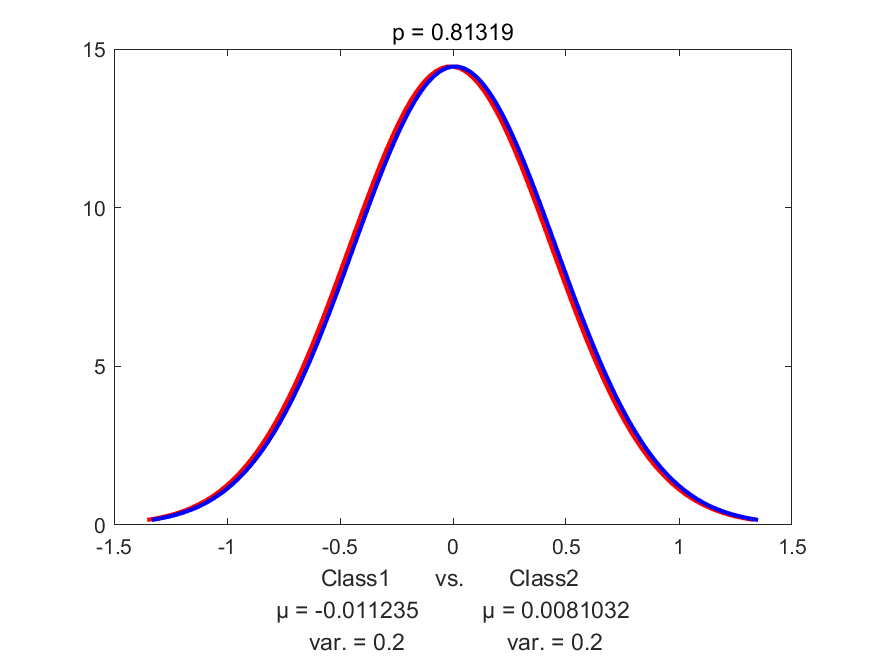 p = 0.81319
15
10
5
0
-1.5 -1 -0.5 0 0.5 1 1.5
Class1 vs. Class2
μ = -0.011235 μ = 0.0081032
var. = 0.2 var. = 0.2